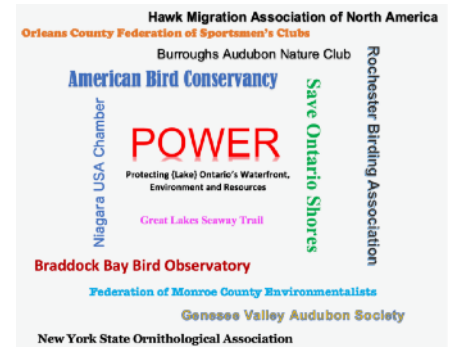 Hawk Migration Association of North America
Orleans County Federation of Sportsmen's Clubs
Burroughs Audubon Nature Club
American Bird Conservancy
Niagara USA Chamber
POWER
Protecting (Lake) Ontario's Waterfront,
Environment and Resources
Great Lakes Seaway Trail
Save Ontario Shores
Rochester Birding Association
Braddock Bay Bird Observatory
Federation of Monroe County Environmentalists
Genesee Valley Audubon Society
New York State Ornithological Association